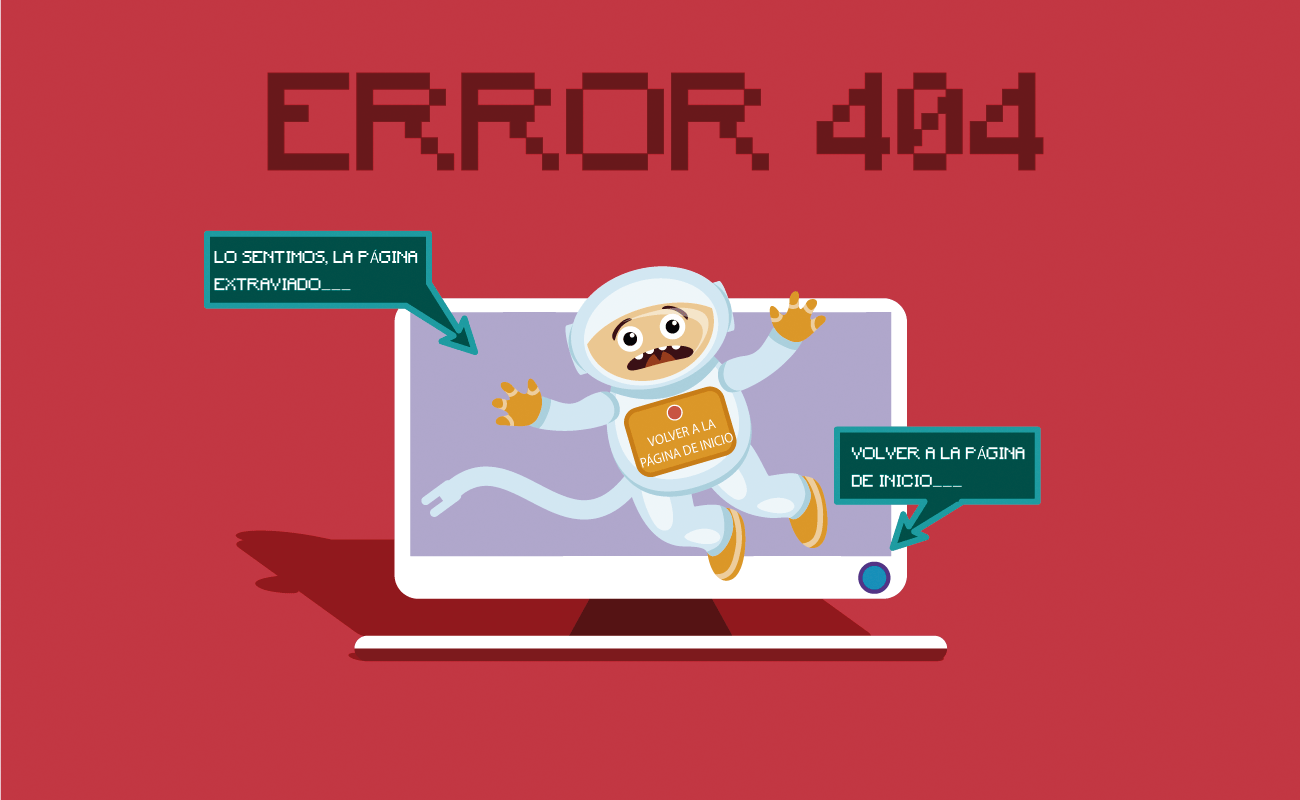 ERROR 404
LO SENTIMOS, LA PÁGINA
EXTRAVIADO___
VOLVER A LA
PÁGINA DE INICIO
VOLVER A LA PÁGINA
DE INICIO___